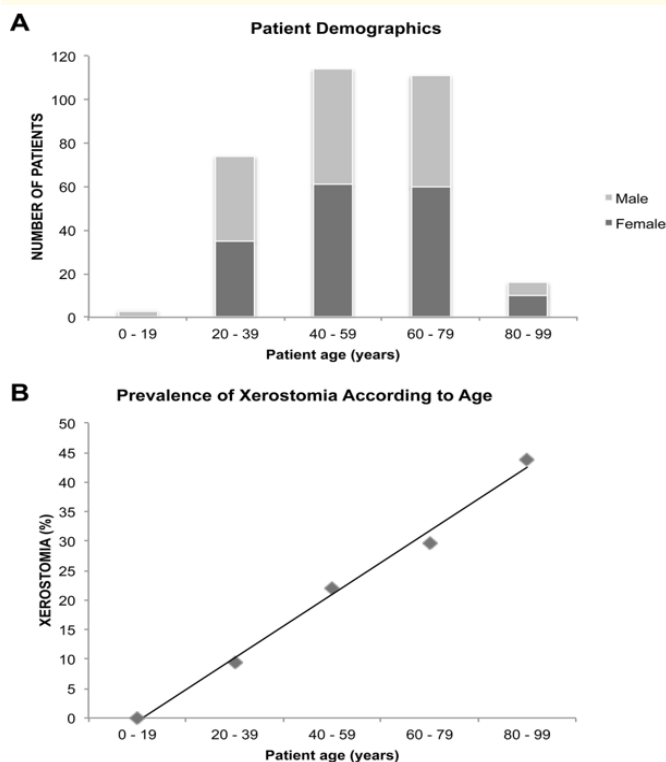 A
Patient Demographics
120
100
80
60
40
20
0
NUMBER OF PATIENTS
0 - 19 20 - 39 40 - 59 60 - 79 80 - 99
Patient age (years)
Male
Female
B
Prevalence of Xerostomia According to Age
50
45
40
35
30
25
20
15
10
5
0
XEROSTOMIA (%)
0 - 19 20 - 39 40 - 59 60 - 79 80 - 99
Patient age (years)